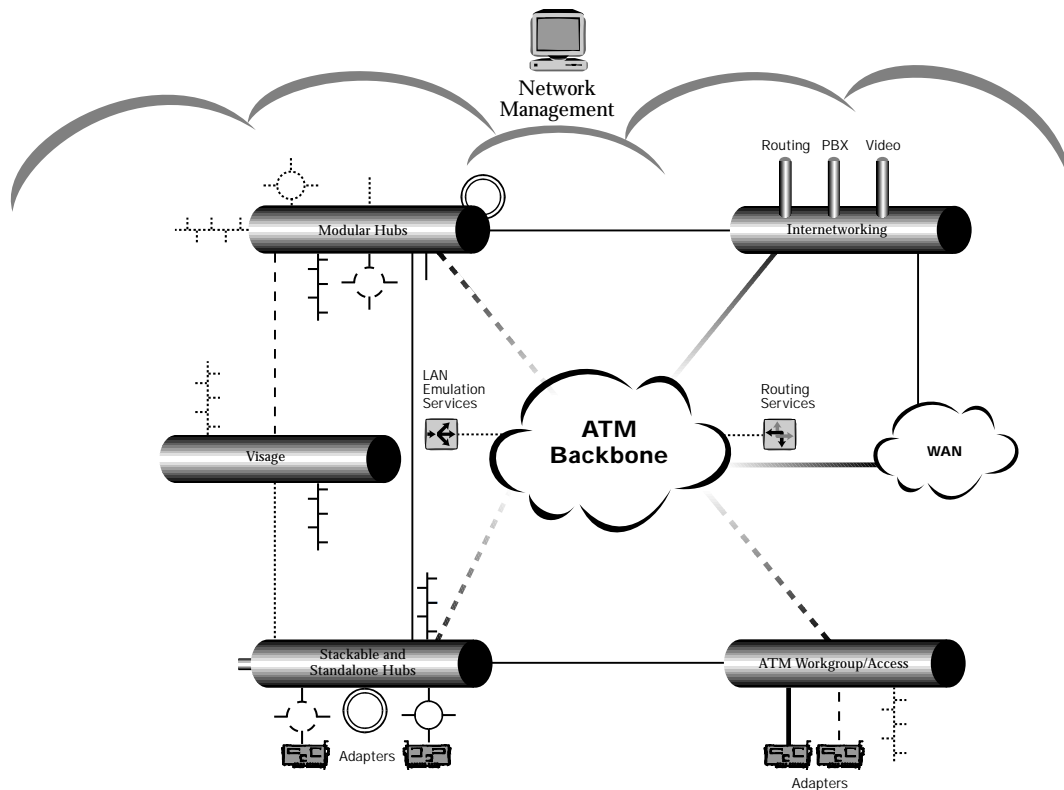 Network
Management
Routing
PBX
Video
Modular Hubs
Internetworking
LAN
Emulation
Services
Routing
Services
ATM
Backbone
WAN
Visage
Stackable and
Standalone Hubs
ATM Workgroup/Access
Adapters
Adapters